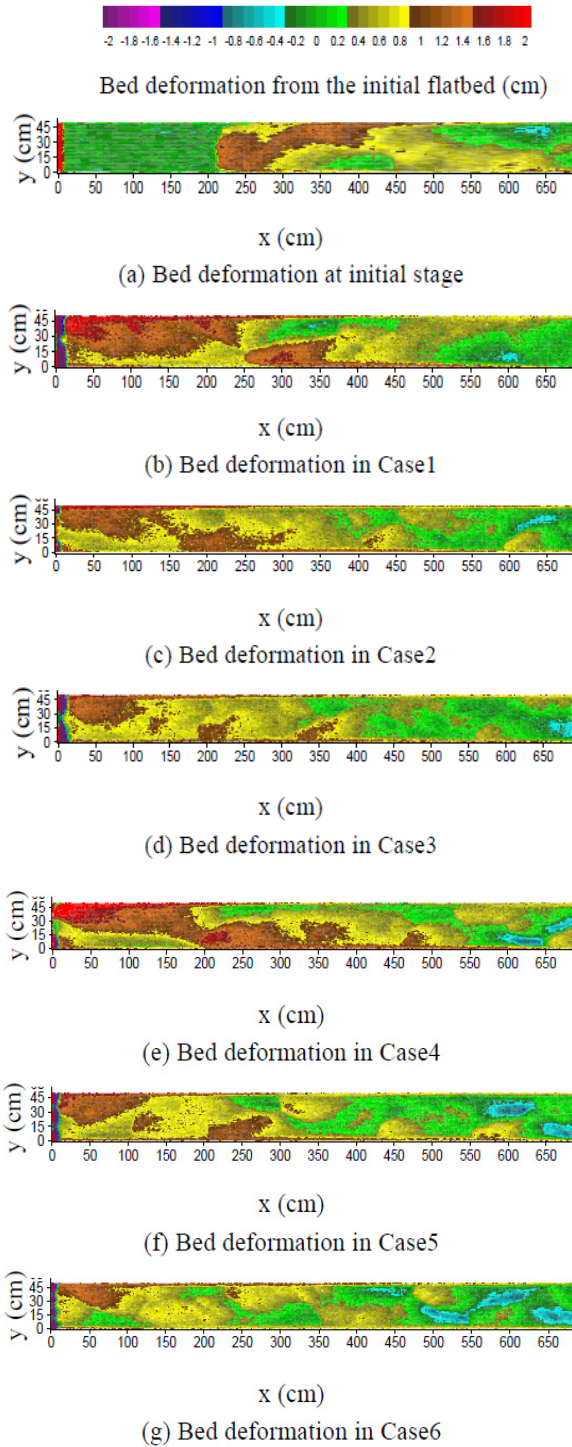 -2 -1.8 -1.6 -1.4 -1.2 -1 -0.8 -0.6 -0.4 -0.2 0 0.2 0.4 0.6 0.8 1 1.2 1.4 1.6 1.8 2
Bed deformation from the initial flatbed (cm)
y (cm)
45
30
15
0
0 50 100 150 200 250 300 350 400 450 500 550 600 650
x (cm)
(a) Bed deformation at initial stage
y (cm)
45
30
15
0
0 50 100 150 200 250 300 350 400 450 500 550 600 650
x (cm)
(b) Bed deformation in Case1
y (cm)
45
30
15
0
0 50 100 150 200 250 300 350 400 450 500 550 600 650
x (cm)
(c) Bed deformation in Case2
y (cm)
45
30
15
0
0 50 100 150 200 250 300 350 400 450 500 550 600 650
x (cm)
(d) Bed deformation in Case3
y (cm)
45
30
15
0
0 50 100 150 200 250 300 350 400 450 500 550 600 650
x (cm)
(e) Bed deformation in Case4
y (cm)
45
30
15
0
0 50 100 150 200 250 300 350 400 450 500 550 600 650
x (cm)
(f) Bed deformation in Case5
y (cm)
45
30
15
0
0 50 100 150 200 250 300 350 400 450 500 550 600 650
x (cm)
(g) Bed deformation in Case6